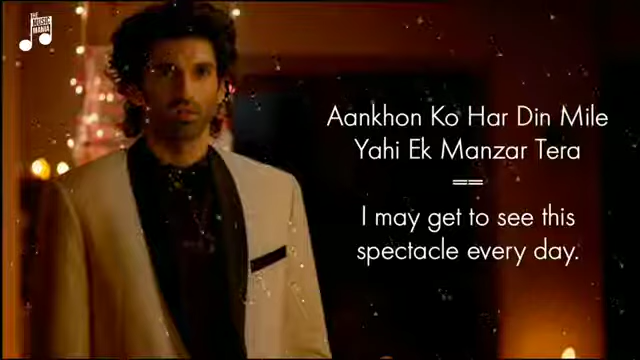 THE
MUSIC
MANIA
Aankhon Ko Har Din Mile
Yahi Ek Manzar Tera
==
I may get to see this
spectacle every day.